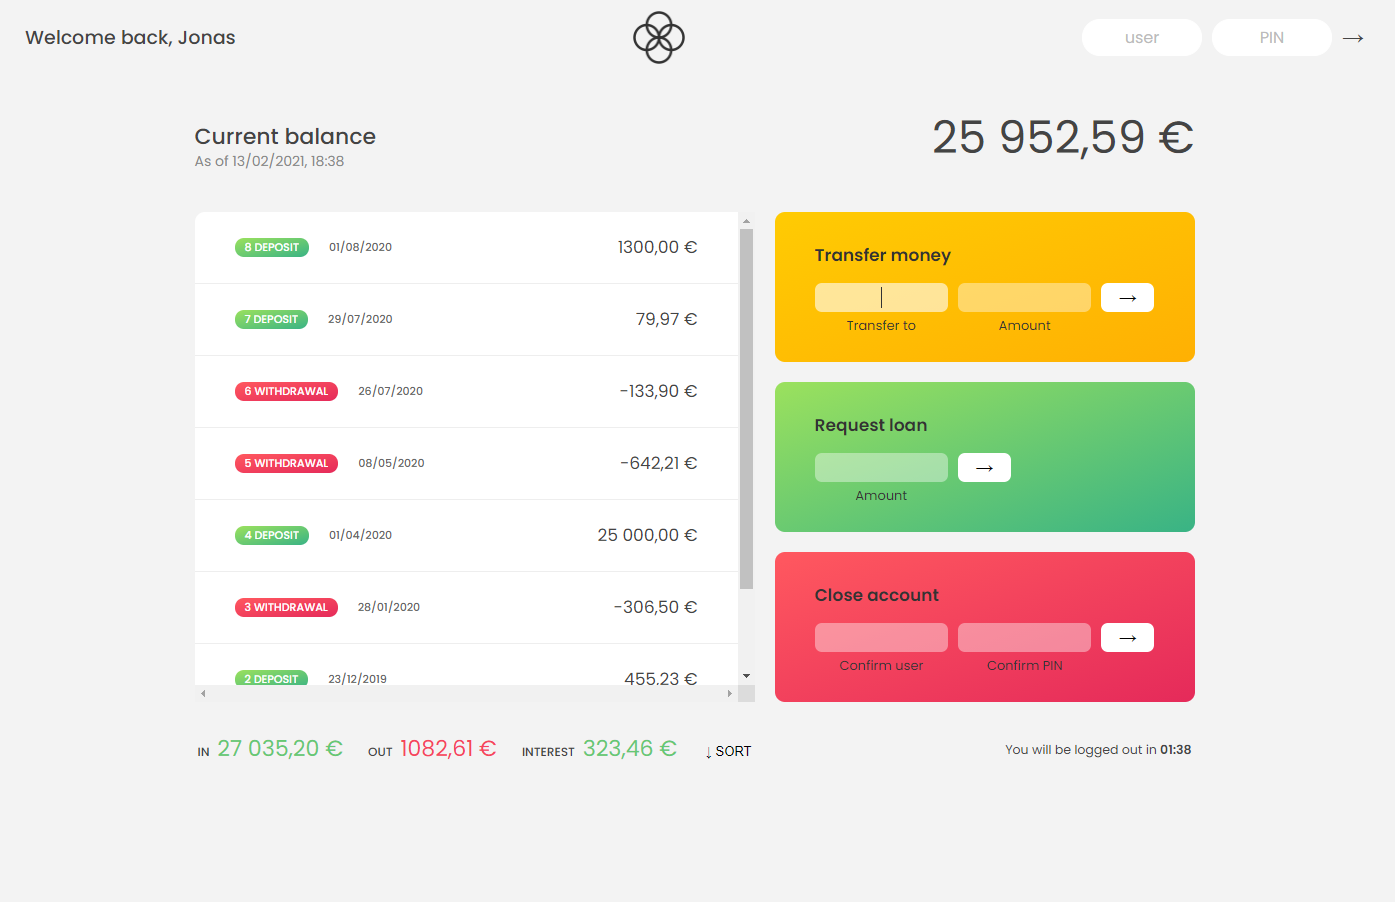 Welcome back, Jonas
user
PIN
→
Current balance
As of 13/02/2021, 18:38
25 952,59 €
8 DEPOSIT 01/08/2020 1300,00 €
7 DEPOSIT 29/07/2020 79,97 €
6 WITHDRAWAL 26/07/2020 -133,90 €
5 WITHDRAWAL 08/05/2020 -642,21 €
4 DEPOSIT 01/04/2020 25 000,00 €
3 WITHDRAWAL 28/01/2020 -306,50 €
2 DEPOSIT 23/12/2019 455,23 €
Transfer money
→
Transfer to Amount
Request loan
→
Amount
Close account
→
Confirm user Confirm PIN
IN 27 035,20 € OUT 1082,61 € INTEREST 323,46 € ↓ SORT
You will be logged out in 01:38